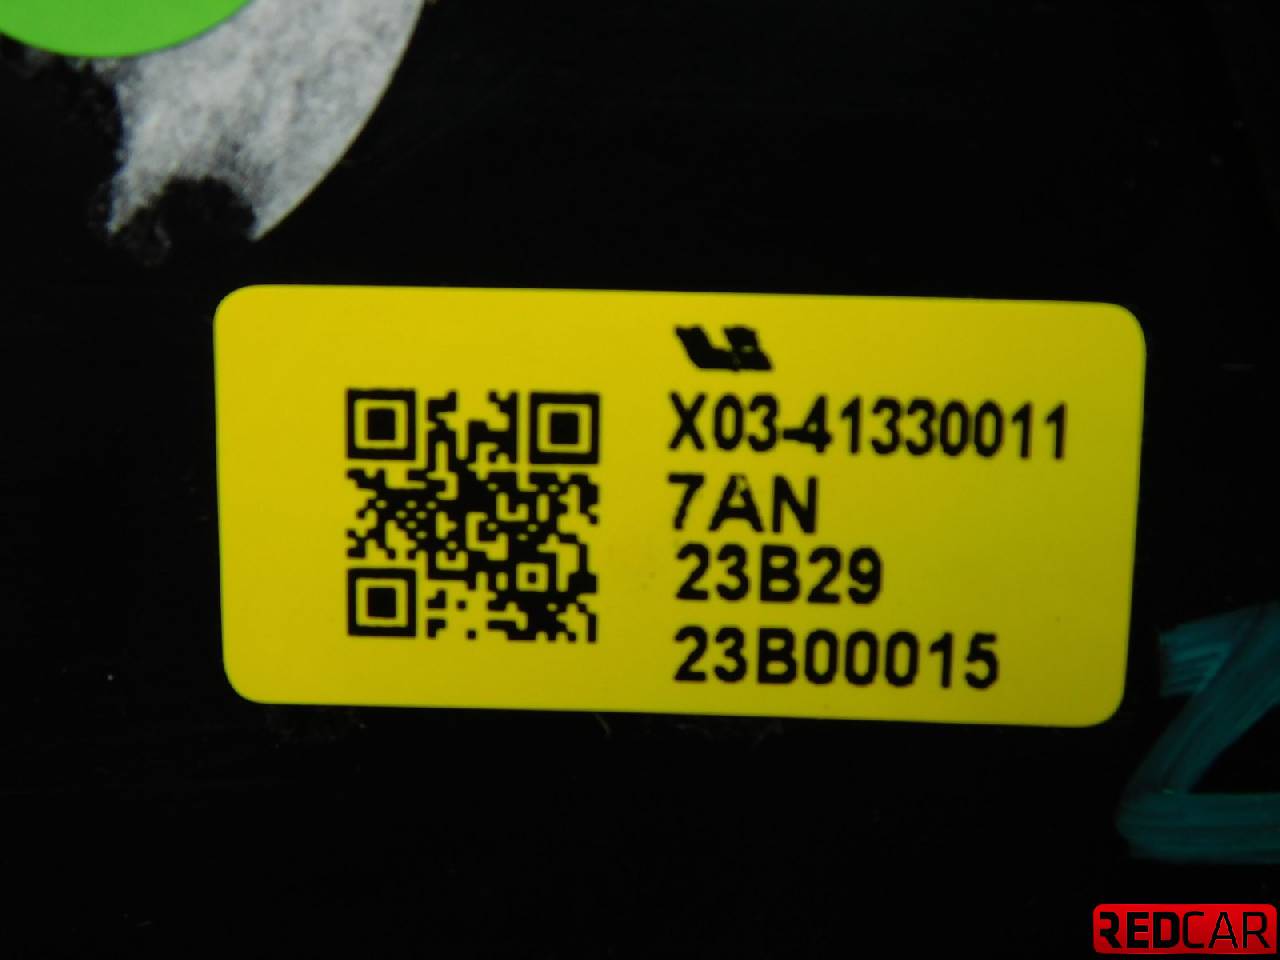 X03-41330011
7AN
23B29
23B00015
Z
REDCAR